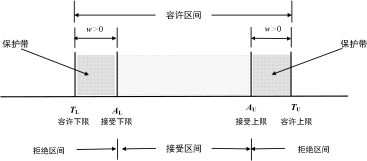 容许区间
w>0 w>0
保护带 保护带
T_L A_L A_U T_U
容许下限 接受下限 接受上限 容许上限
拒绝区间 接受区间 拒绝区间